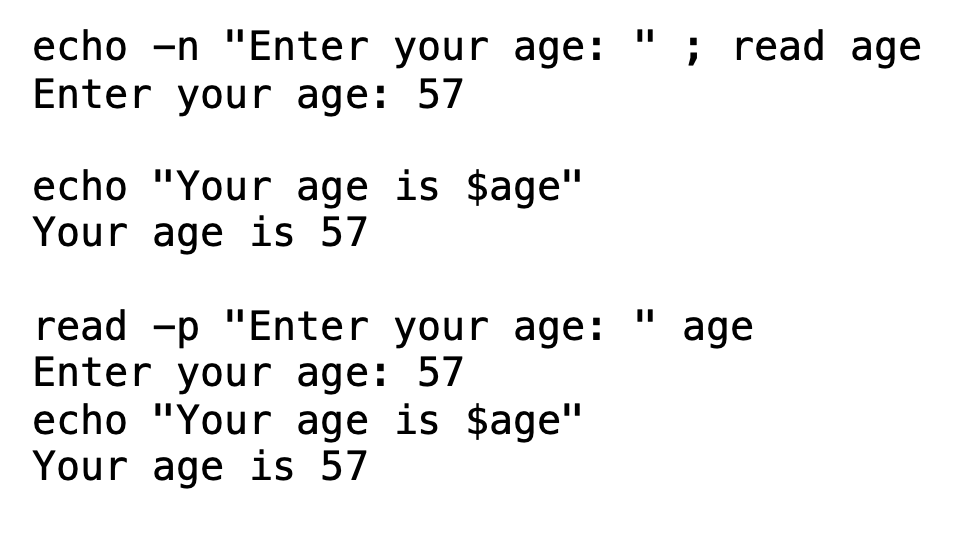 echo -n "Enter your age: " ; read age
Enter your age: 57
echo "Your age is $age"
Your age is 57
read -p "Enter your age: " age
Enter your age: 57
echo "Your age is $age"
Your age is 57